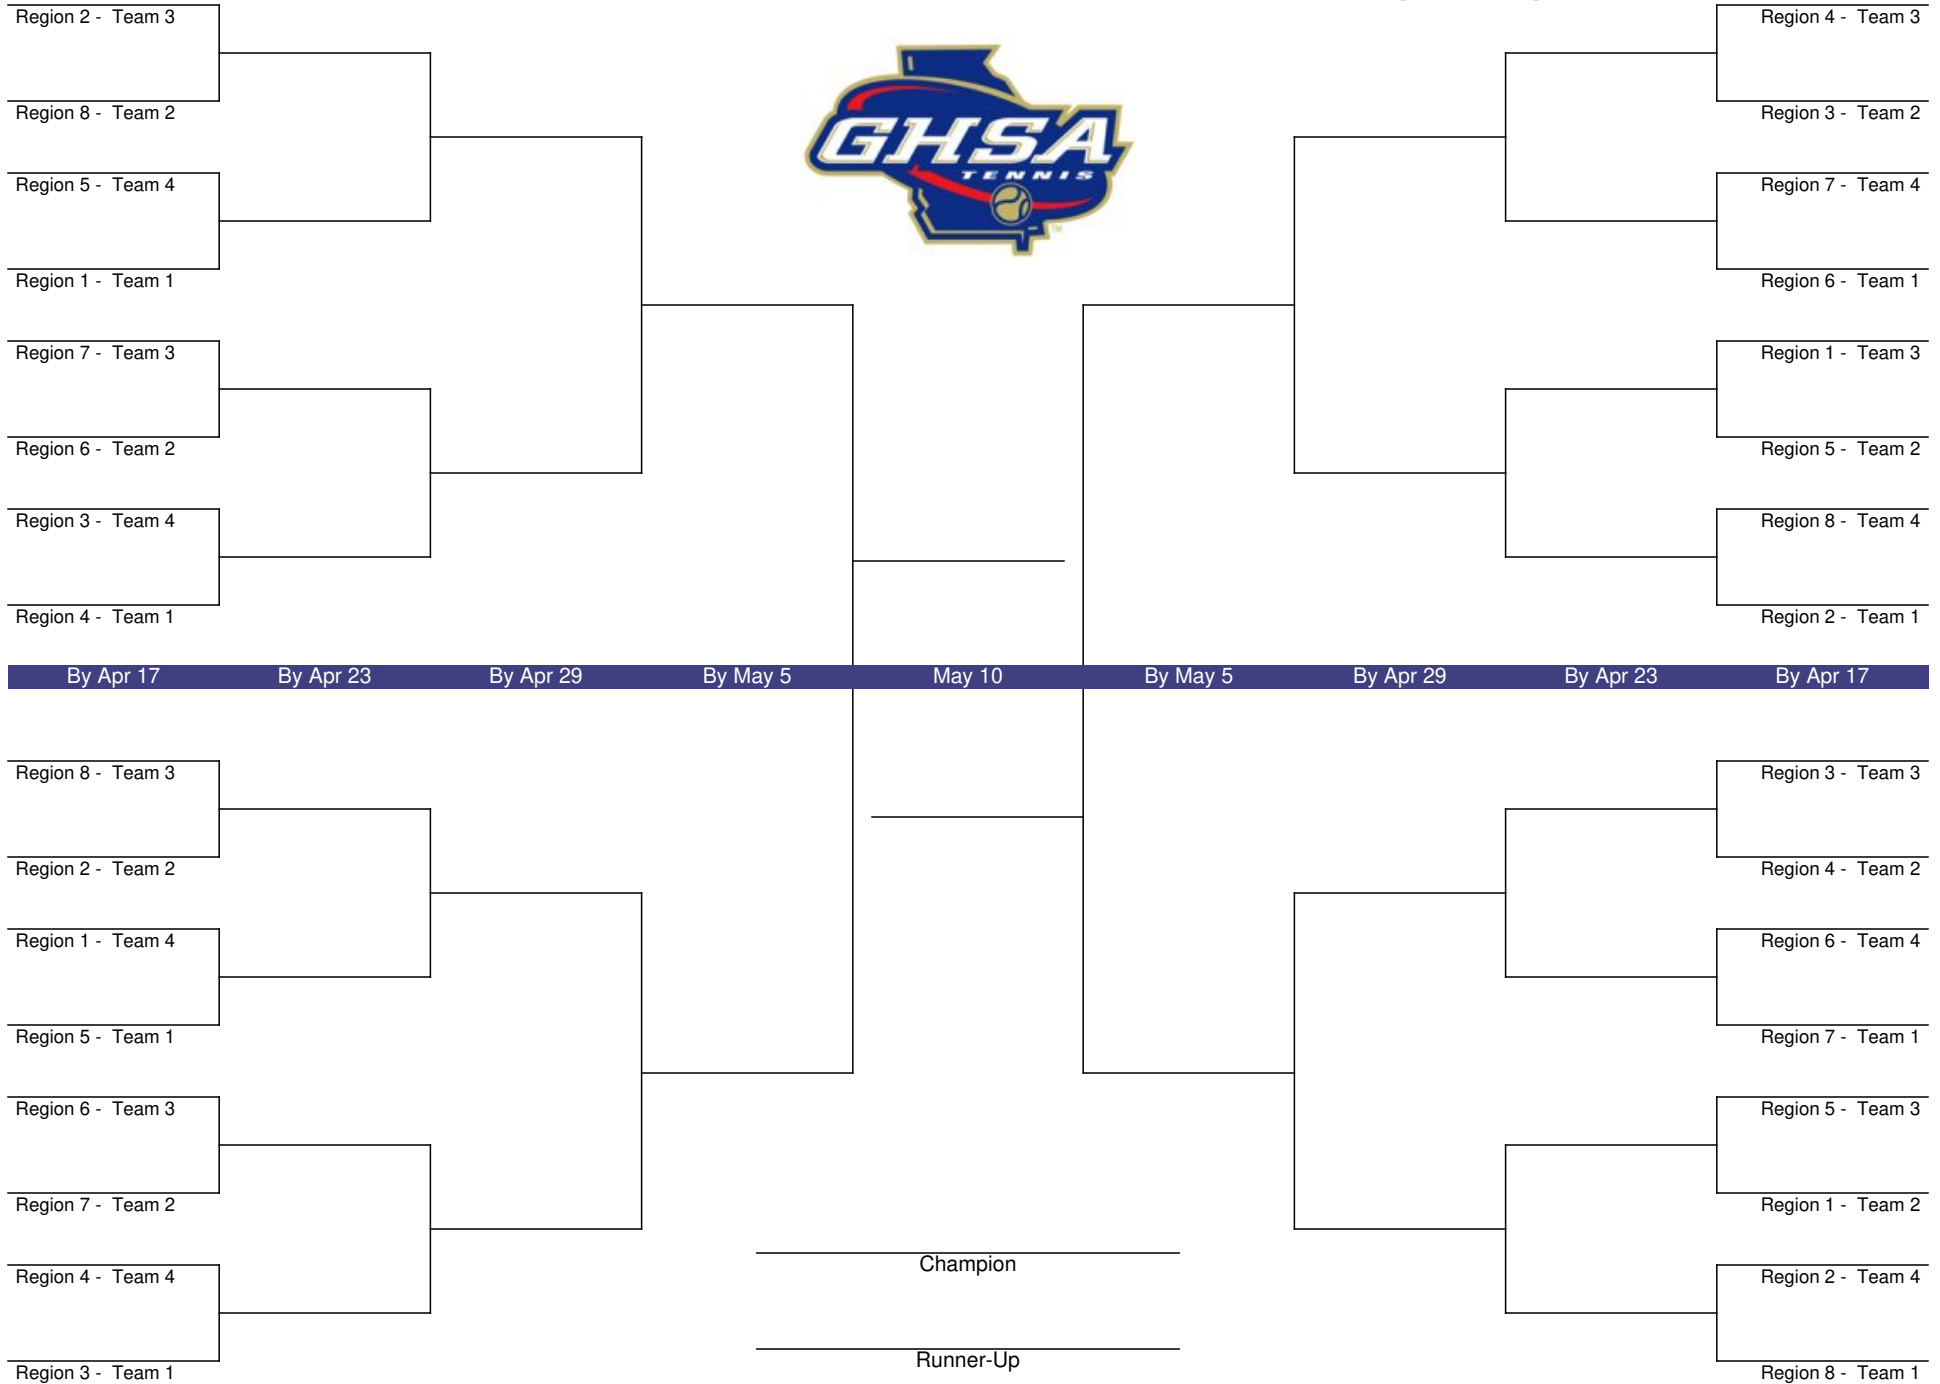 Region 2 - Team 3
Region 4 - Team 3
GHSA
TENNIS
TM
Region 8 - Team 2
Region 3 - Team 2
Region 5 - Team 4
Region 7 - Team 4
Region 1 - Team 1
Region 6 - Team 1
Region 7 - Team 3
Region 1 - Team 3
Region 6 - Team 2
Region 5 - Team 2
Region 3 - Team 4
Region 8 - Team 4
Region 4 - Team 1
Region 2 - Team 1
By Apr 17 By Apr 23 By Apr 29 By May 5 May 10 By May 5 By Apr 29 By Apr 23 By Apr 17
Region 8 - Team 3
Region 3 - Team 3
Region 2 - Team 2
Region 4 - Team 2
Region 1 - Team 4
Region 6 - Team 4
Region 5 - Team 1
Region 7 - Team 1
Region 6 - Team 3
Region 5 - Team 3
Region 7 - Team 2
Region 1 - Team 2
Champion
Region 4 - Team 4
Region 2 - Team 4
Runner-Up
Region 3 - Team 1
Region 8 - Team 1